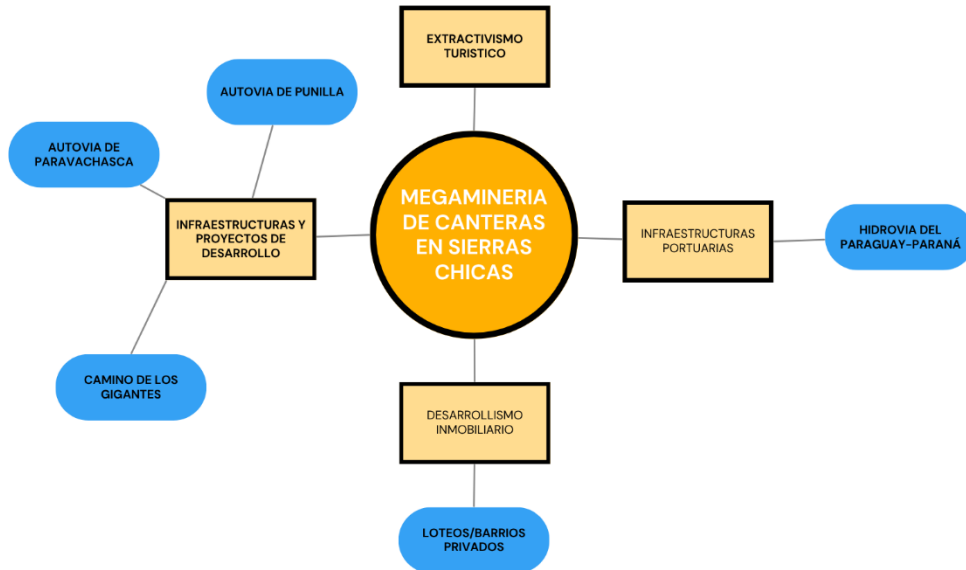 EXTRACTIVISMO
TURISTICO
AUTOVIA DE PUNILLA
AUTOVIA DE
PARAVACHASCA
MEGAMINERIA
DE CANTERAS
EN SIERRAS
CHICAS
INFRAESTRUCTURAS Y
PROYECTOS DE
DESARROLLO
INFRAESTRUCTURAS
PORTUARIAS
HIDROVIA DEL
PARAGUAY-PARANÁ
CAMINO DE LOS
GIGANTES
DESARROLLISMO
INMOBILIARIO
LOTEOS/BARRIOS
PRIVADOS